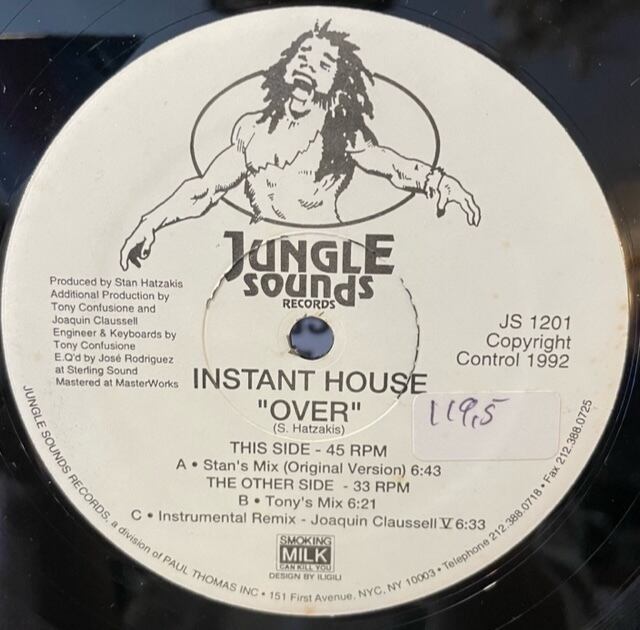 JUNGLE
sounds
RECORDS
Produced by Stan Hatzakis
Additional Production by
Tony Confusione and
Joaquin Claussell
Engineer & Keyboards by
Tony Confusione
E.Q'd by José Rodriguez
at Sterling Sound
Mastered at MasterWorks
JS 1201
Copyright
Control 1992
INSTANT HOUSE
"OVER"
(S. Hatzakis)
119,5
THIS SIDE - 45 RPM
A • Stan's Mix (Original Version) 6:43
THE OTHER SIDE - 33 RPM
B • Tony's Mix 6:21
C • Instrumental Remix - Joaquin Claussell V 6:33
SMOKING
MILK
CAN KILL YOU
DESIGN BY ILIGILI
JUNGLE SOUNDS RECORDS, a division of PAUL THOMAS INC • 151 First Avenue, NYC, NY 10003 • Telephone 212.388.0718 • Fax 212.388.0725